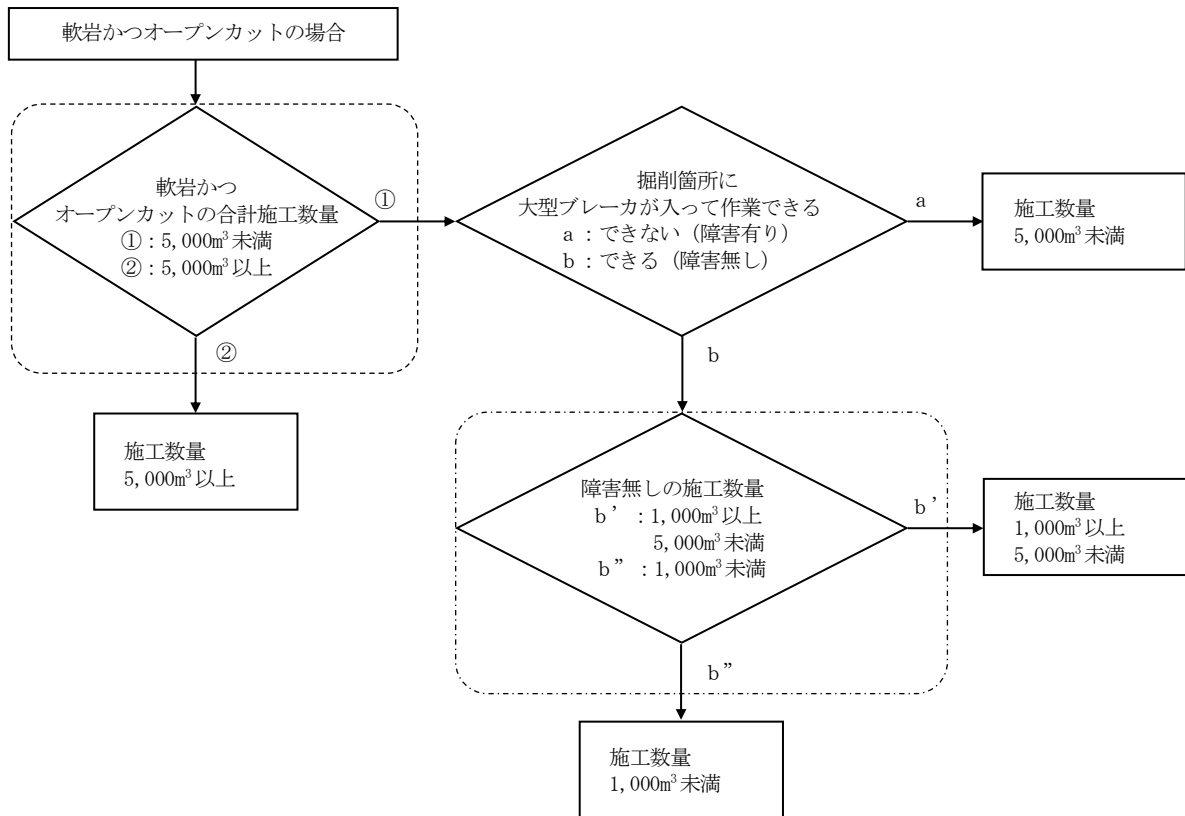 軟岩かつオープンカットの場合
軟岩かつ
オープンカットの合計施工数量
①：5,000m³未満
②：5,000m³以上
①
②
施工数量
5,000m³以上
掘削箇所に
大型ブレーカが入って作業できる
a：できない（障害有り）
b：できる（障害無し）
a
施工数量
5,000m³未満
b
障害無しの施工数量
b’：1,000m³以上
5,000m³未満
b”：1,000m³未満
b’
施工数量
1,000m³以上
5,000m³未満
b”
施工数量
1,000m³未満